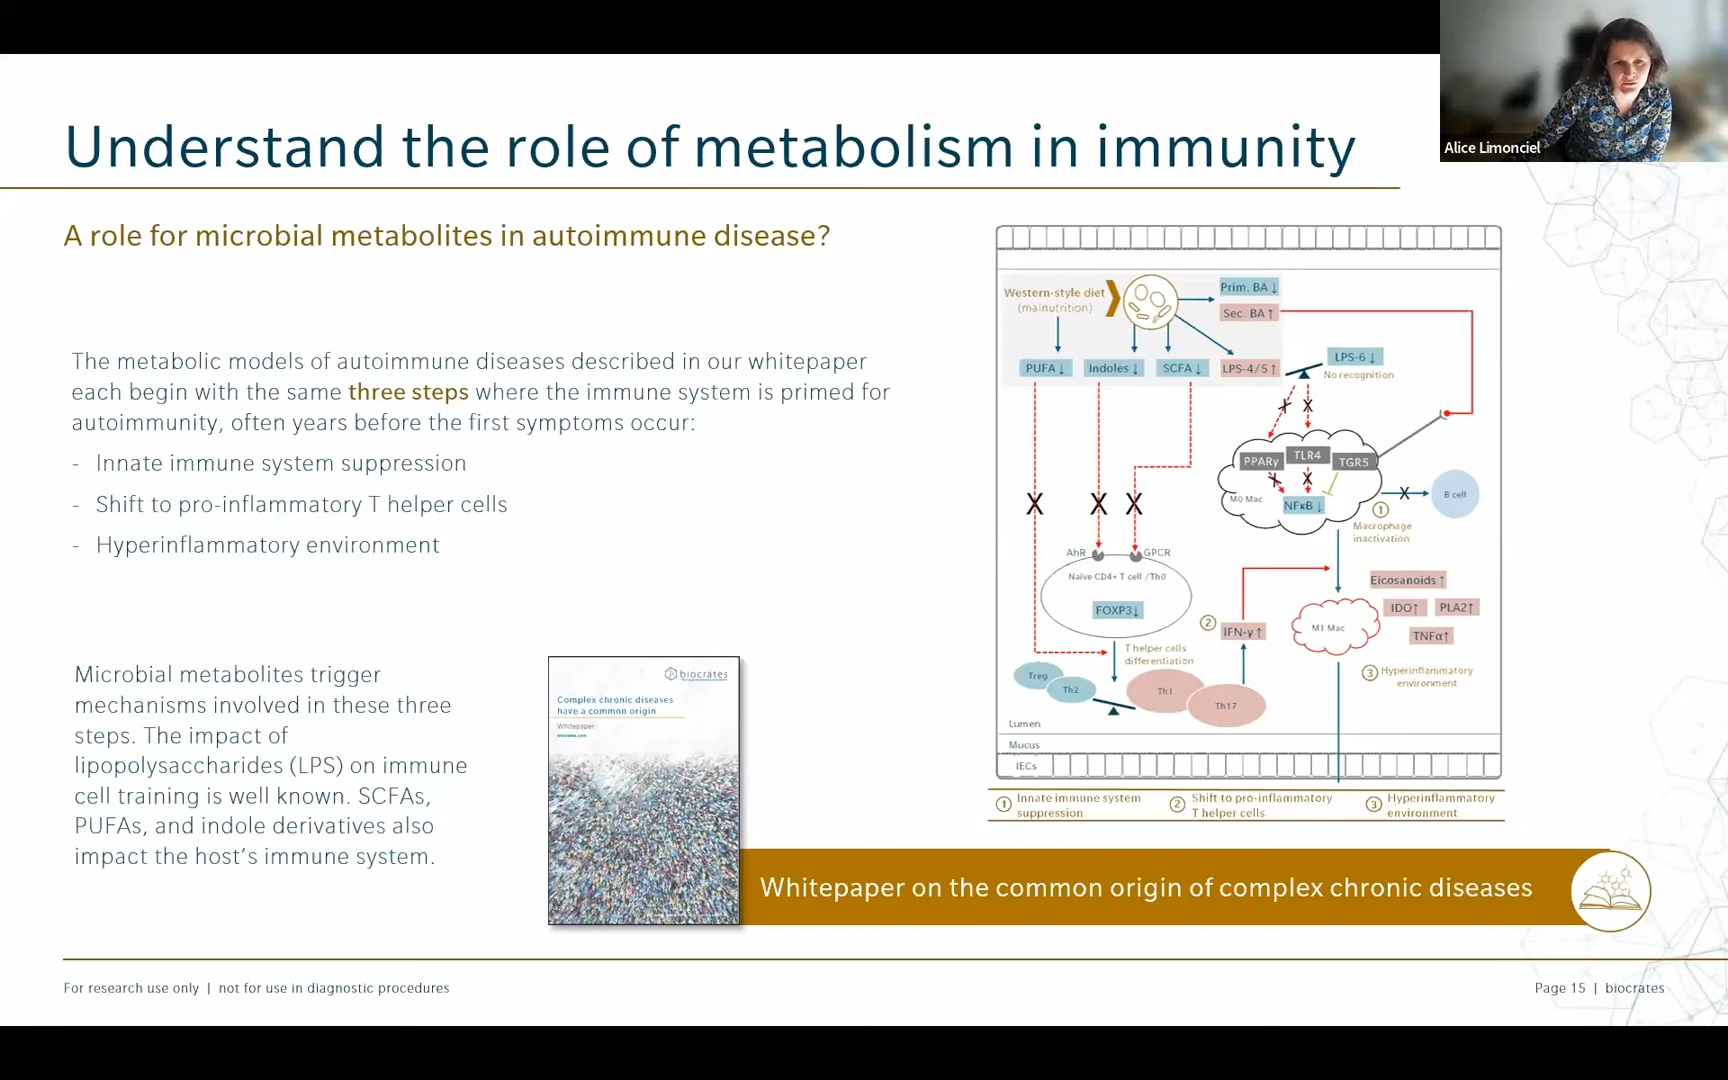 Alice Limonciel
Understand the role of metabolism in immunity
A role for microbial metabolites in autoimmune disease?
The metabolic models of autoimmune diseases described in our whitepaper
each begin with the same three steps where the immune system is primed for
autoimmunity, often years before the first symptoms occur:
- Innate immune system suppression
- Shift to pro-inflammatory T helper cells
- Hyperinflammatory environment
Microbial metabolites trigger
mechanisms involved in these three
steps. The impact of
lipopolysaccharides (LPS) on immune
cell training is well known. SCFAs,
PUFAs, and indole derivatives also
impact the host's immune system.
biocrates
Complex chronic diseases
have a common origin
Whitepaper
biocrates.com
Western-style diet
(malnutrition)
Prim. BA ↓
Sec. BA ↑
PUFA ↓
Indoles ↓
SCFA ↓
LPS-4/5 ↑
LPS-6 ↓
No recognition
X X
PPARγ
TLR4
TGR5
X X
M0 Mac
NFκB ↓
X
B cell
1
Macrophage
inactivation
X X X
AhR
GPCR
Naïve CD4+ T cell /Th0
FOXP3↓
Eicosanoids ↑
IDO↑
PLA2↑
TNFα↑
M1 Mac
2
IFN-γ ↑
T helper cells
differentiation
3 Hyperinflammatory
environment
Treg
Th2
Th1
Th17
Lumen
Mucus
IECs
1 Innate immune system
suppression
2 Shift to pro-inflammatory
T helper cells
3 Hyperinflammatory
environment
Whitepaper on the common origin of complex chronic diseases
For research use only | not for use in diagnostic procedures
Page 15 | biocrates